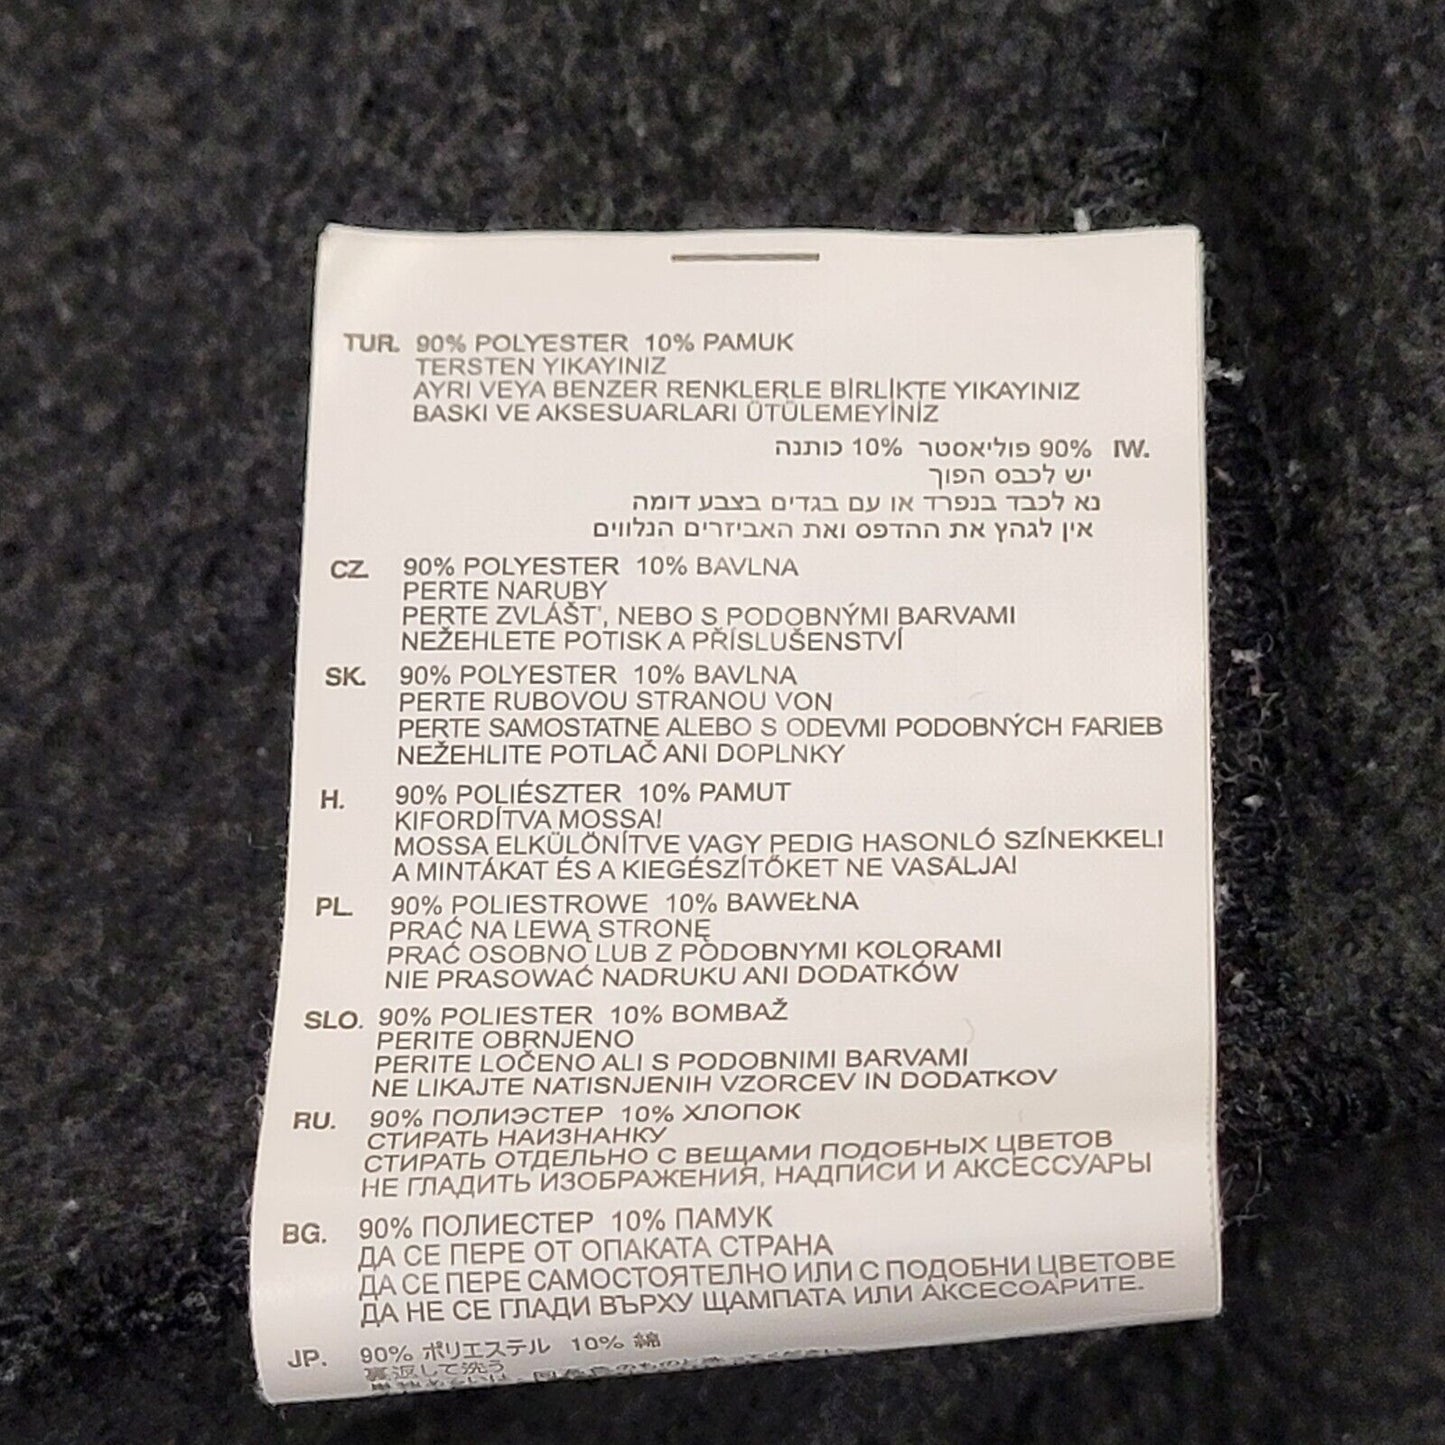 TUR. 90% POLYESTER 10% PAMUK
TERSTEN YIKAYINIZ
AYRI VEYA BENZER RENKLERLE BİRLİKTE YIKAYINIZ
BASKI VE AKSESUARLARI ÜTÜLEMEYİNİZ
IW. 90% פוליאסטר 10% כותנה
יש לכבס הפוך
נא לכבד בנפרד או עם בגדים בצבע דומה
אין לגהץ את ההדפס ואת האביזרים הנלווים
CZ. 90% POLYESTER 10% BAVLNA
PERTE NARUBY
PERTE ZVLÁŠT', NEBO S PODOBNÝMI BARVAMI
NEŽEHLETE POTISK A PŘÍSLUŠENSTVÍ
SK. 90% POLYESTER 10% BAVLNA
PERTE RUBOVOU STRANOU VON
PERTE SAMOSTATNE ALEBO S ODEVMI PODOBNÝCH FARIEB
NEŽEHLITE POTLAČ ANI DOPLNKY
H. 90% POLIÉSZTER 10% PAMUT
KIFORDÍTVA MOSSA!
MOSSA ELKÜLÖNÍTVE VAGY PEDIG HASONLÓ SZÍNEKKEL!
A MINTÁKAT ÉS A KIEGÉSZÍTŐKET NE VASALJA!
PL. 90% POLIESTROWE 10% BAWEŁNA
PRAĆ NA LEWĄ STRONĘ
PRAĆ OSOBNO LUB Z PODOBNYMI KOLORAMI
NIE PRASOWAĆ NADRUKU ANI DODATKÓW
SLO. 90% POLIESTER 10% BOMBAŽ
PERITE OBRNJENO
PERITE LOČENO ALI S PODOBNIMI BARVAMI
NE LIKAJTE NATISNJENIH VZORCEV IN DODATKOV
RU. 90% ПОЛИЭСТЕР 10% ХЛОПОК
СТИРАТЬ НАИЗНАНКУ
СТИРАТЬ ОТДЕЛЬНО С ВЕЩАМИ ПОДОБНЫХ ЦВЕТОВ
НЕ ГЛАДИТЬ ИЗОБРАЖЕНИЯ, НАДПИСИ И АКСЕССУАРЫ
BG. 90% ПОЛИЕСТЕР 10% ПАМУК
ДА СЕ ПЕРЕ ОТ ОПАКАТА СТРАНА
ДА СЕ ПЕРЕ САМОСТОЯТЕЛНО ИЛИ С ПОДОБНИ ЦВЕТОВЕ
ДА НЕ СЕ ГЛАДИ ВЪРХУ ЩАМПАТА ИЛИ АКСЕСОАРИТЕ.
JP. 90% ポリエステル 10% 綿
裏返して洗う